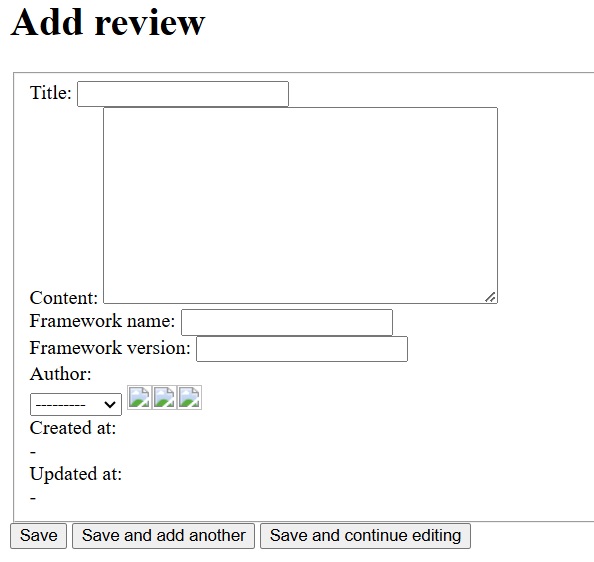 Add review
Title:
Content:
Framework name:
Framework version:
Author:
---------
Created at:
-
Updated at:
-
Save Save and add another Save and continue editing